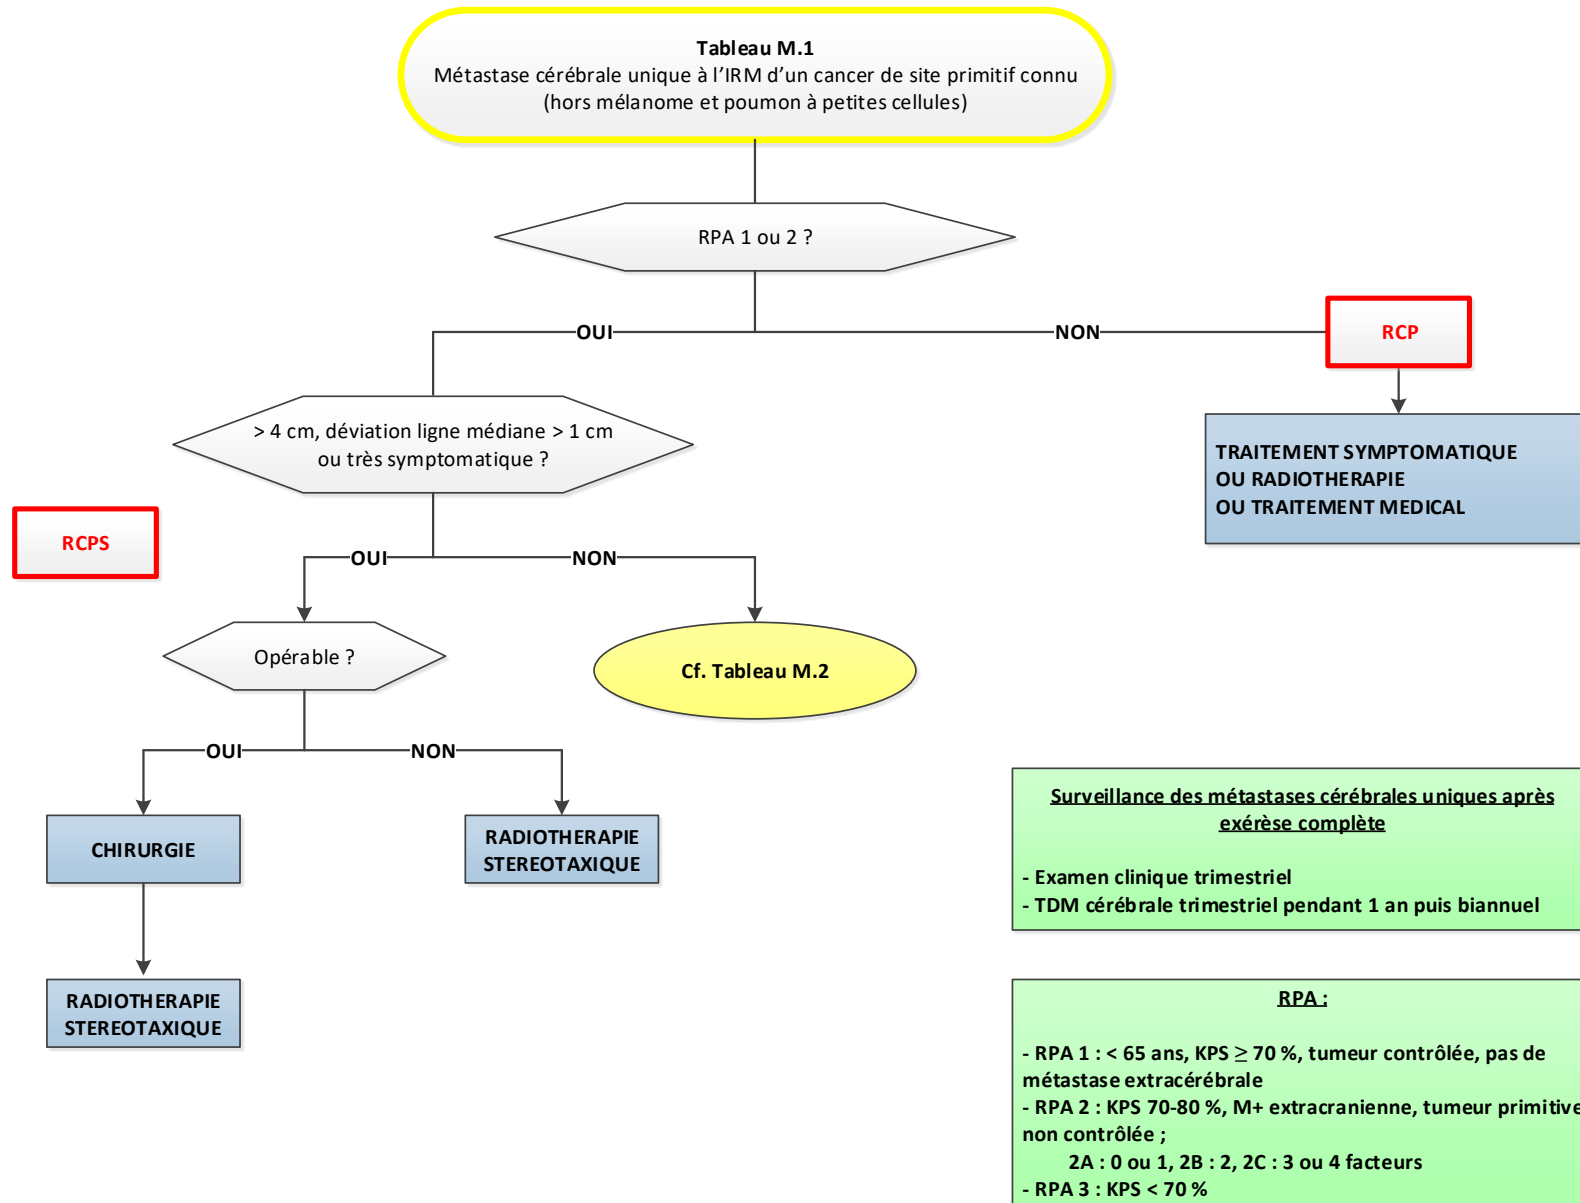 Tableau M.1
Métastase cérébrale unique à l’IRM d’un cancer de site primitif connu
(hors mélanome et poumon à petites cellules)
RPA 1 ou 2 ?
OUI
NON
RCP
> 4 cm, déviation ligne médiane > 1 cm
ou très symptomatique ?
TRAITEMENT SYMPTOMATIQUE
OU RADIOTHERAPIE
OU TRAITEMENT MEDICAL
RCPS
OUI
NON
Opérable ?
Cf. Tableau M.2
OUI
NON
CHIRURGIE
RADIOTHERAPIE
STEREOTAXIQUE
RADIOTHERAPIE
STEREOTAXIQUE
Surveillance des métastases cérébrales uniques après
exérèse complète
- Examen clinique trimestriel
- TDM cérébrale trimestriel pendant 1 an puis biannuel
RPA :
- RPA 1 : < 65 ans, KPS ≥ 70 %, tumeur contrôlée, pas de
métastase extracérébrale
- RPA 2 : KPS 70-80 %, M+ extracranienne, tumeur primitive
non contrôlée ;
2A : 0 ou 1, 2B : 2, 2C : 3 ou 4 facteurs
- RPA 3 : KPS < 70 %